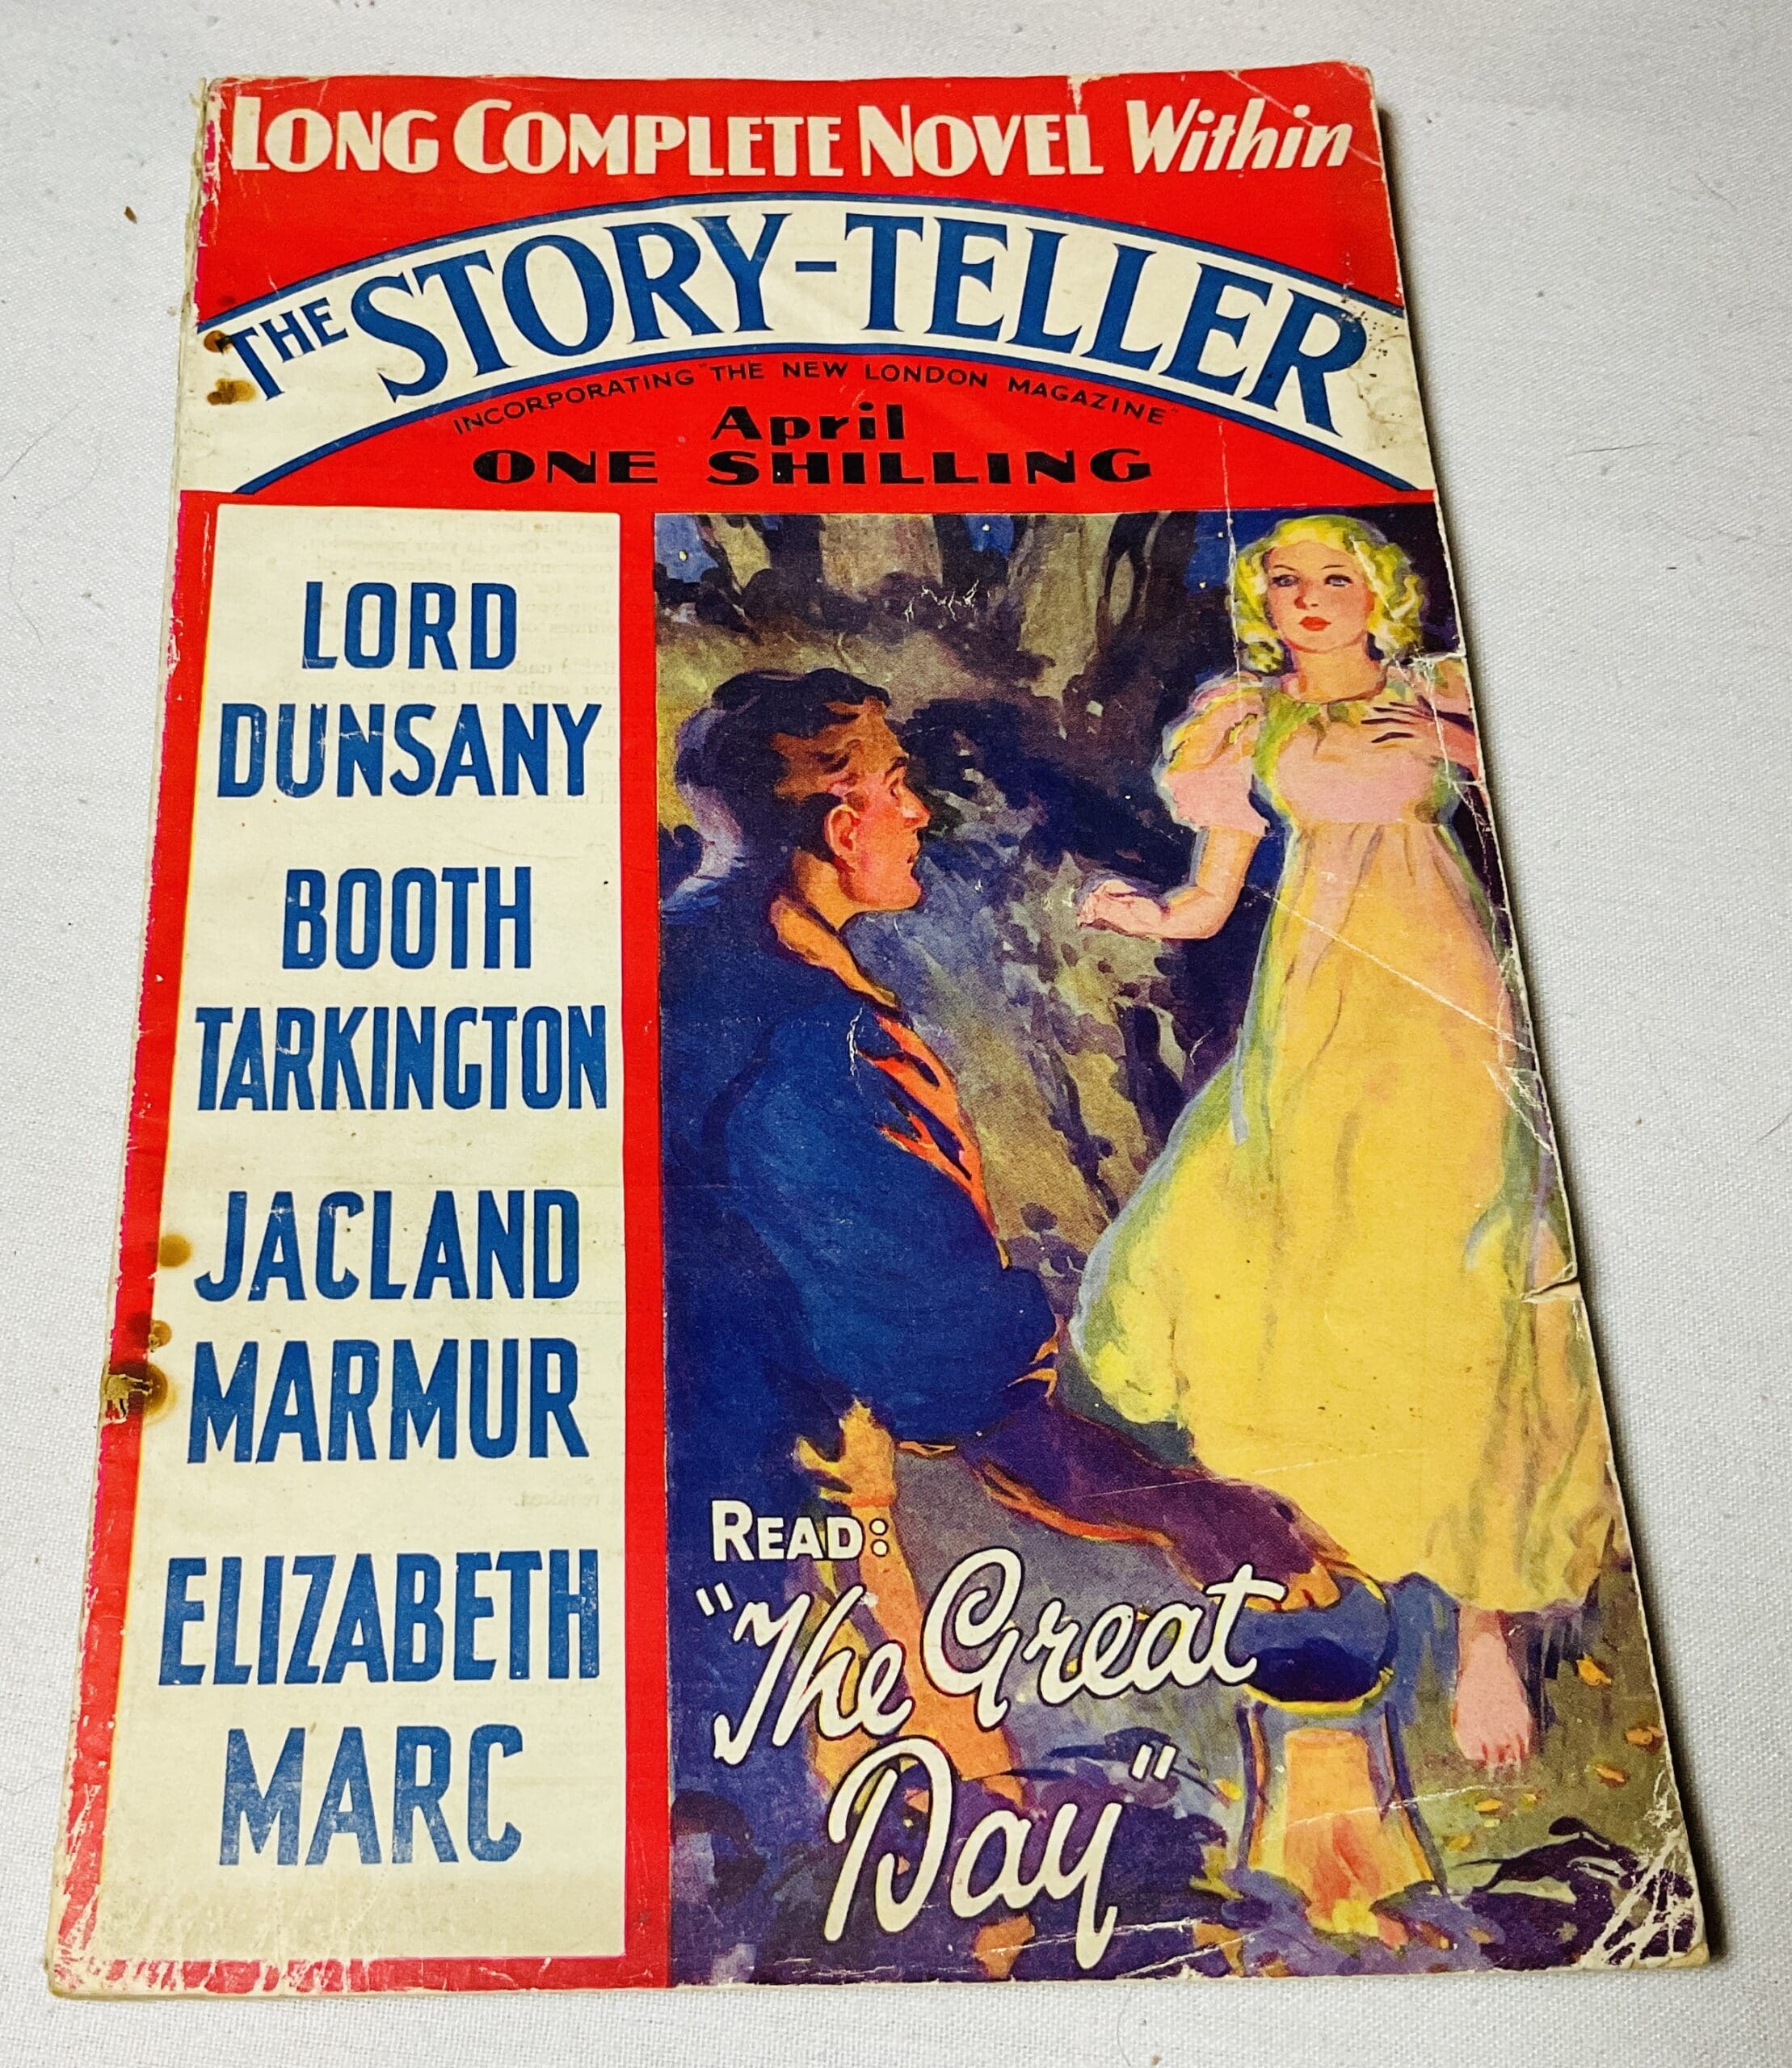 LONG COMPLETE NOVEL Within
THE STORY-TELLER
INCORPORATING "THE NEW LONDON MAGAZINE"
April
ONE SHILLING
LORD
DUNSANY
BOOTH
TARKINGTON
JACLAND
MARMUR
ELIZABETH
MARC
READ:
"The Great
Day"